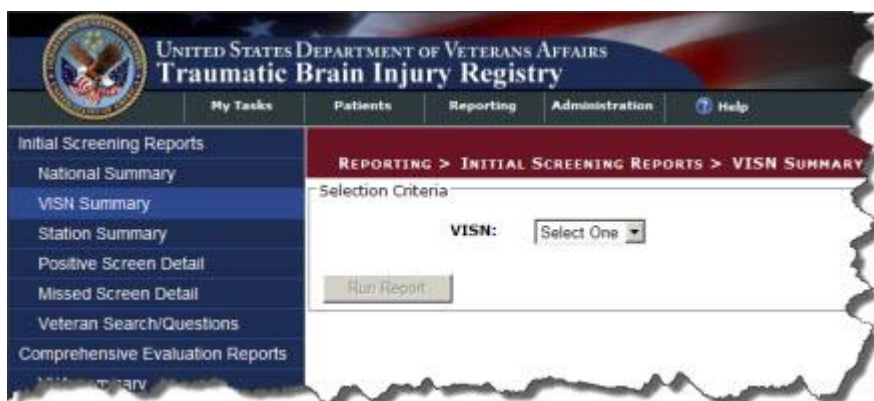 United States Department of Veterans Affairs
Traumatic Brain Injury Registry
My Tasks Patients Reporting Administration Help
Initial Screening Reports
National Summary
VISN Summary
Station Summary
Positive Screen Detail
Missed Screen Detail
Veteran Search/Questions
Comprehensive Evaluation Reports
Reporting > Initial Screening Reports > VISN Summary
Selection Criteria
VISN: Select One
Run Report